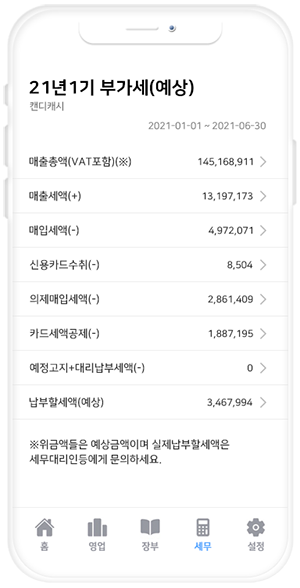 21년1기 부가세(예상)
캔디캐시
2021-01-01 ~ 2021-06-30
매출총액(VAT포함)(※) 145,168,911
매출세액(+) 13,197,173
매입세액(-) 4,972,071
신용카드수취(-) 8,504
의제매입세액(-) 2,861,409
카드세액공제(-) 1,887,195
예정고지+대리납부세액(-) 0
납부할세액(예상) 3,467,994
※위금액들은 예상금액이며 실제납부할세액은
세무대리인등에게 문의하세요.
홈 영업 장부 세무 설정